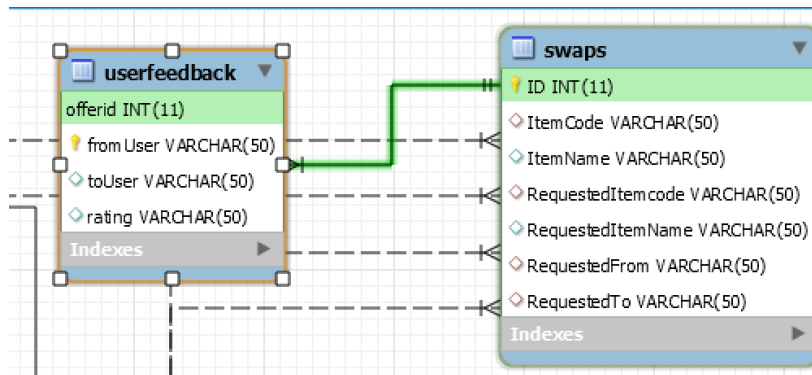 userfeedback
offerid INT(11)
fromUser VARCHAR(50)
toUser VARCHAR(50)
rating VARCHAR(50)
Indexes
swaps
ID INT(11)
ItemCode VARCHAR(50)
ItemName VARCHAR(50)
RequestedItemcode VARCHAR(50)
RequestedItemName VARCHAR(50)
RequestedFrom VARCHAR(50)
RequestedTo VARCHAR(50)
Indexes